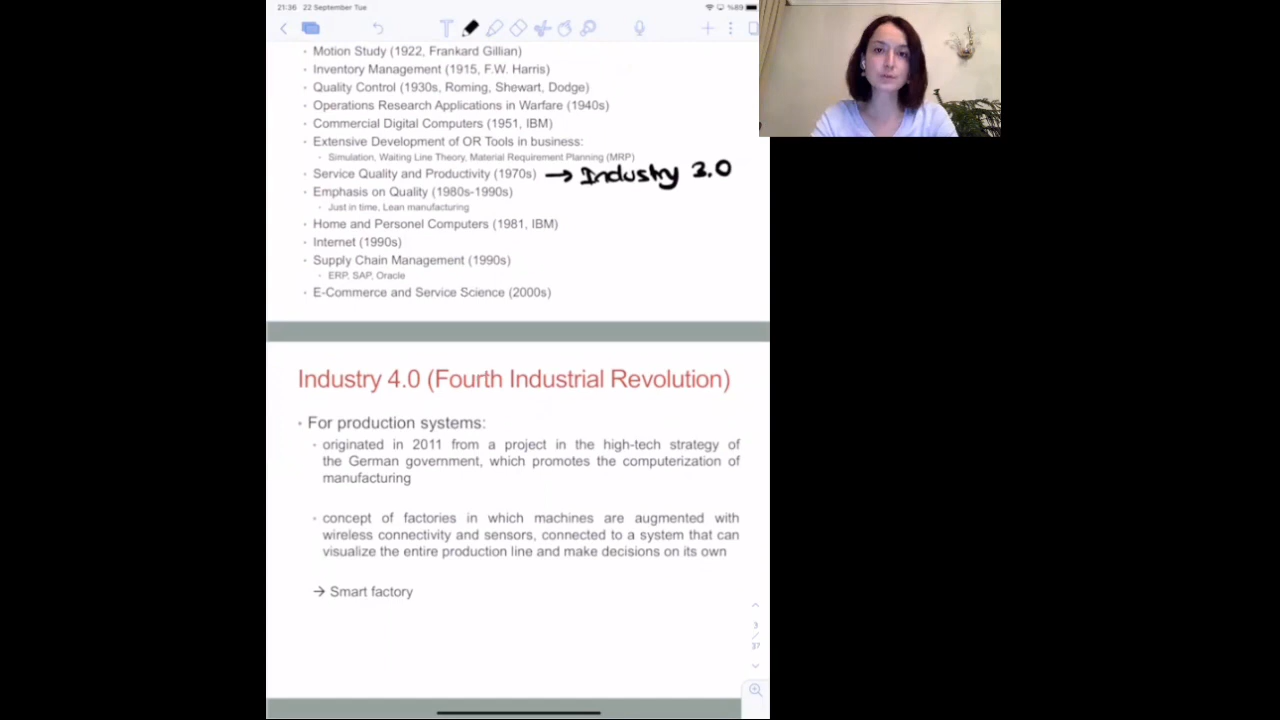 21:36 22 September Tue
%89
Motion Study (1922, Frankard Gillian)
Inventory Management (1915, F.W. Harris)
Quality Control (1930s, Roming, Shewart, Dodge)
Operations Research Applications in Warfare (1940s)
Commercial Digital Computers (1951, IBM)
Extensive Development of OR Tools in business:
Simulation, Waiting Line Theory, Material Requirement Planning (MRP)
Service Quality and Productivity (1970s) → Industry 3.0
Emphasis on Quality (1980s-1990s)
Just in time, Lean manufacturing
Home and Personel Computers (1981, IBM)
Internet (1990s)
Supply Chain Management (1990s)
ERP, SAP, Oracle
E-Commerce and Service Science (2000s)
Industry 4.0 (Fourth Industrial Revolution)
For production systems:
originated in 2011 from a project in the high-tech strategy of
the German government, which promotes the computerization of
manufacturing
concept of factories in which machines are augmented with
wireless connectivity and sensors, connected to a system that can
visualize the entire production line and make decisions on its own
→ Smart factory
3
/
37